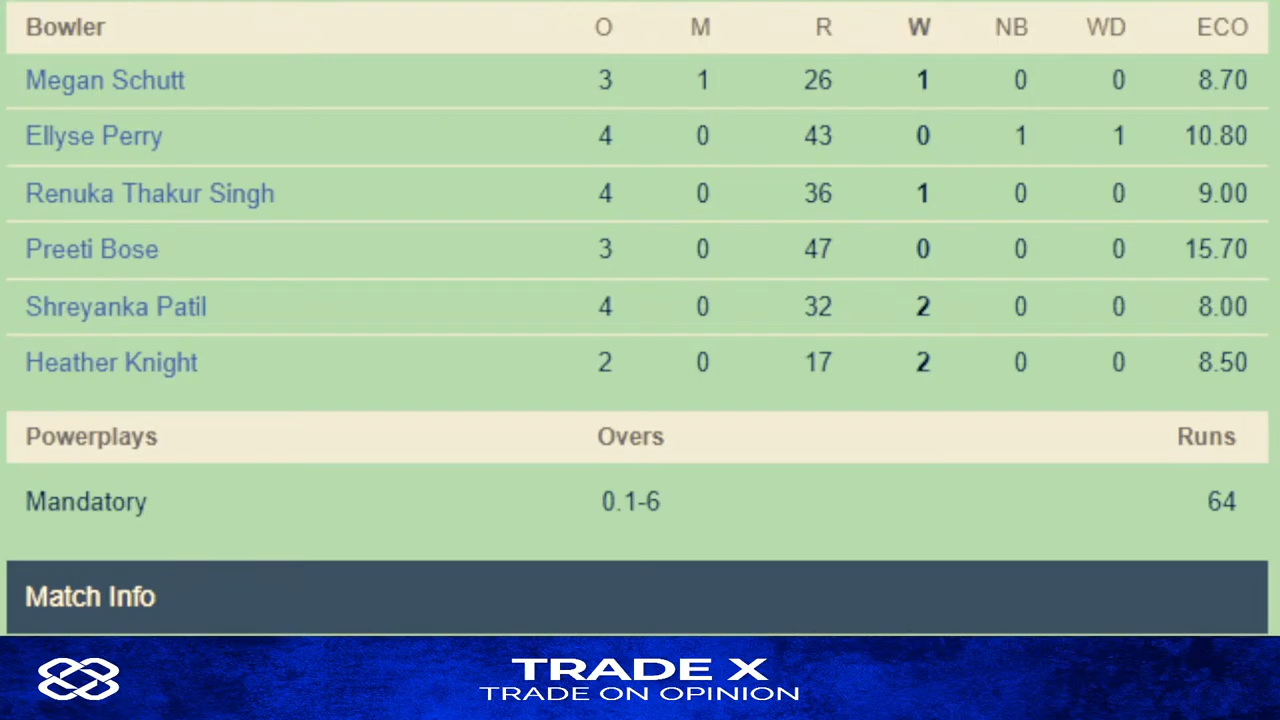 Bowler O M R W NB WD ECO
Megan Schutt 3 1 26 1 0 0 8.70
Ellyse Perry 4 0 43 0 1 1 10.80
Renuka Thakur Singh 4 0 36 1 0 0 9.00
Preeti Bose 3 0 47 0 0 0 15.70
Shreyanka Patil 4 0 32 2 0 0 8.00
Heather Knight 2 0 17 2 0 0 8.50
Powerplays Overs Runs
Mandatory 0.1-6 64
Match Info
TRADE X
TRADE ON OPINION